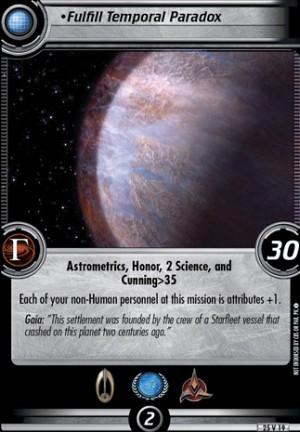 •Fulfill Temporal Paradox
Γ
30
Astrometrics, Honor, 2 Science, and
Cunning>35
Each of your non-Human personnel at this mission is attributes +1.
Gaia: "This settlement was founded by the crew of a Starfleet vessel that
crashed on this planet two centuries ago."
2
25 V 19